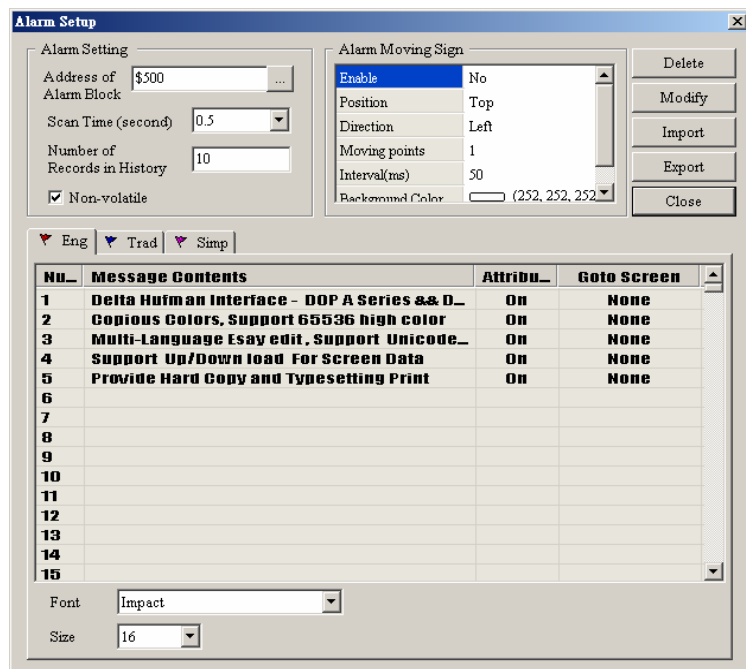 Alarm Setup
Alarm Setting
Address of Alarm Block $500 ...
Scan Time (second) 0.5
Number of Records in History 10
Non-volatile
Alarm Moving Sign
Enable No
Position Top
Direction Left
Moving points 1
Interval(ms) 50
Background Color (252, 252, 252
Delete
Modify
Import
Export
Close
Eng Trad Simp
Nu... Message Contents Attribu... Goto Screen
1 Delta Hufman Interface - DOP A Series && D... On None
2 Copious Colors, Support 65536 high color On None
3 Multi-Language Esay edit , Support Unicode... On None
4 Support Up/Down load For Screen Data On None
5 Provide Hard Copy and Typesetting Print On None
6
7
8
9
10
11
12
13
14
15
Font Impact
Size 16